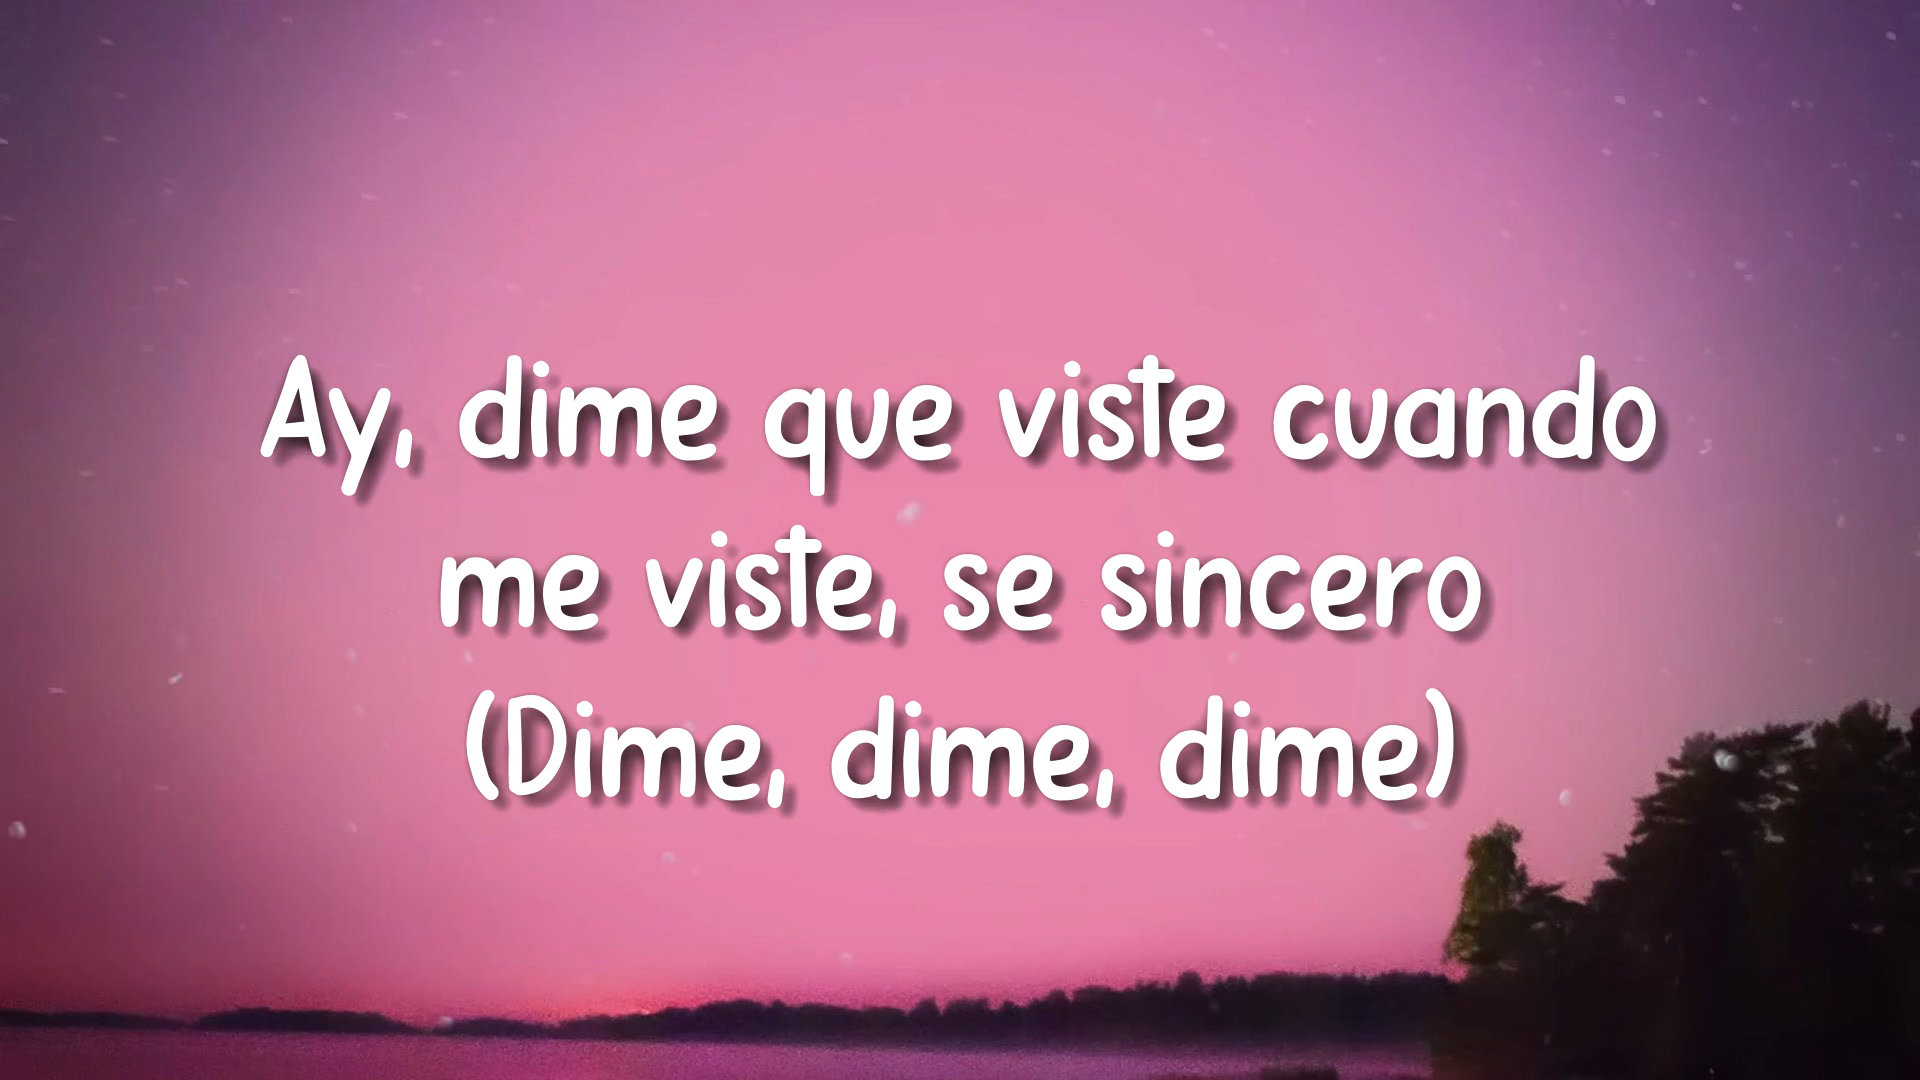 Ay, dime que viste cuando
me viste, se sincero
(Dime, dime, dime)